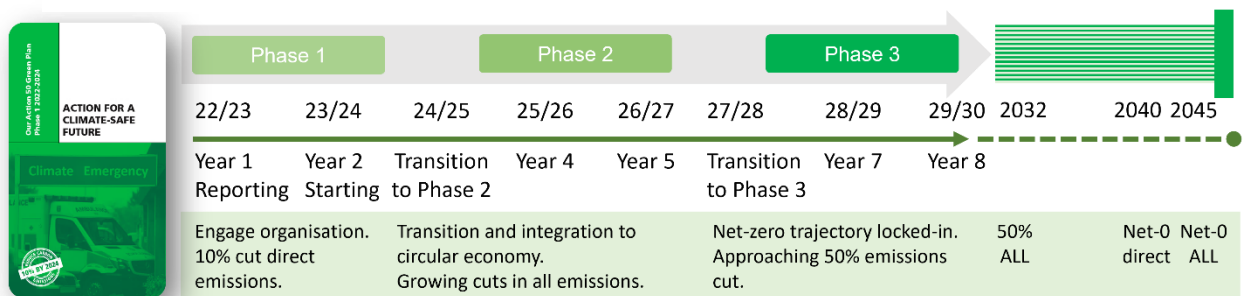 Our Action 50 Green Plan
Phase 1 2022-2024
ACTION FOR A
CLIMATE-SAFE
FUTURE
Climate Emergency
10% BY 2024
Phase 1
Phase 2
Phase 3
22/23 23/24 24/25 25/26 26/27 27/28 28/29 29/30 2032 2040 2045
Year 1 Year 2 Transition Year 4 Year 5 Transition Year 7 Year 8
Reporting Starting to Phase 2 to Phase 3
Engage organisation.
10% cut direct
emissions.
Transition and integration to
circular economy.
Growing cuts in all emissions.
Net-zero trajectory locked-in.
Approaching 50% emissions
cut.
50%
ALL
Net-0
direct
Net-0
ALL